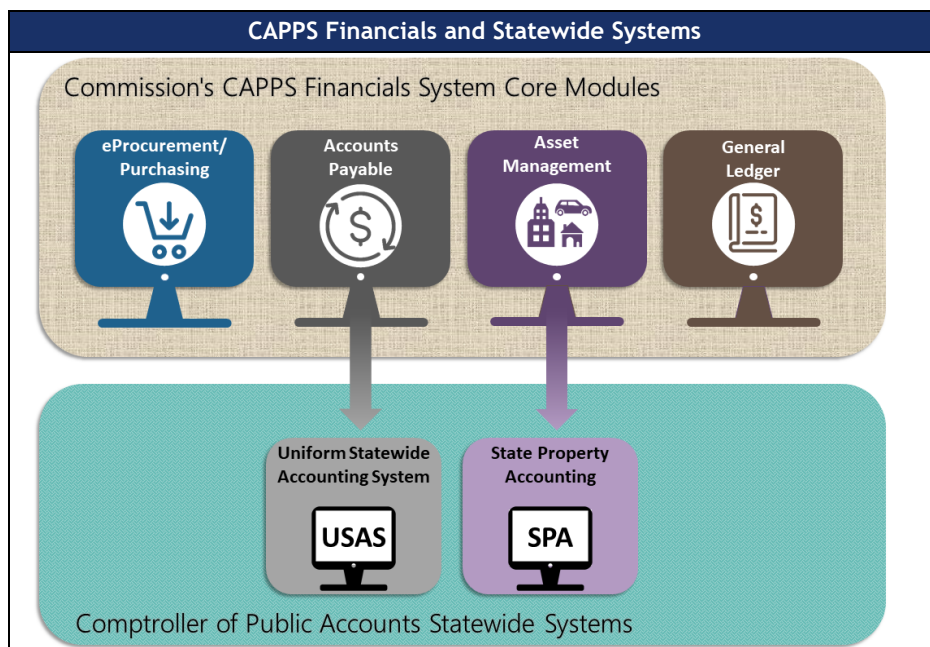 CAPPS Financials and Statewide Systems
Commission's CAPPS Financials System Core Modules
eProcurement/
Purchasing
Accounts
Payable
$
Asset
Management
General
Ledger
$
Uniform Statewide
Accounting System
USAS
State Property
Accounting
SPA
Comptroller of Public Accounts Statewide Systems